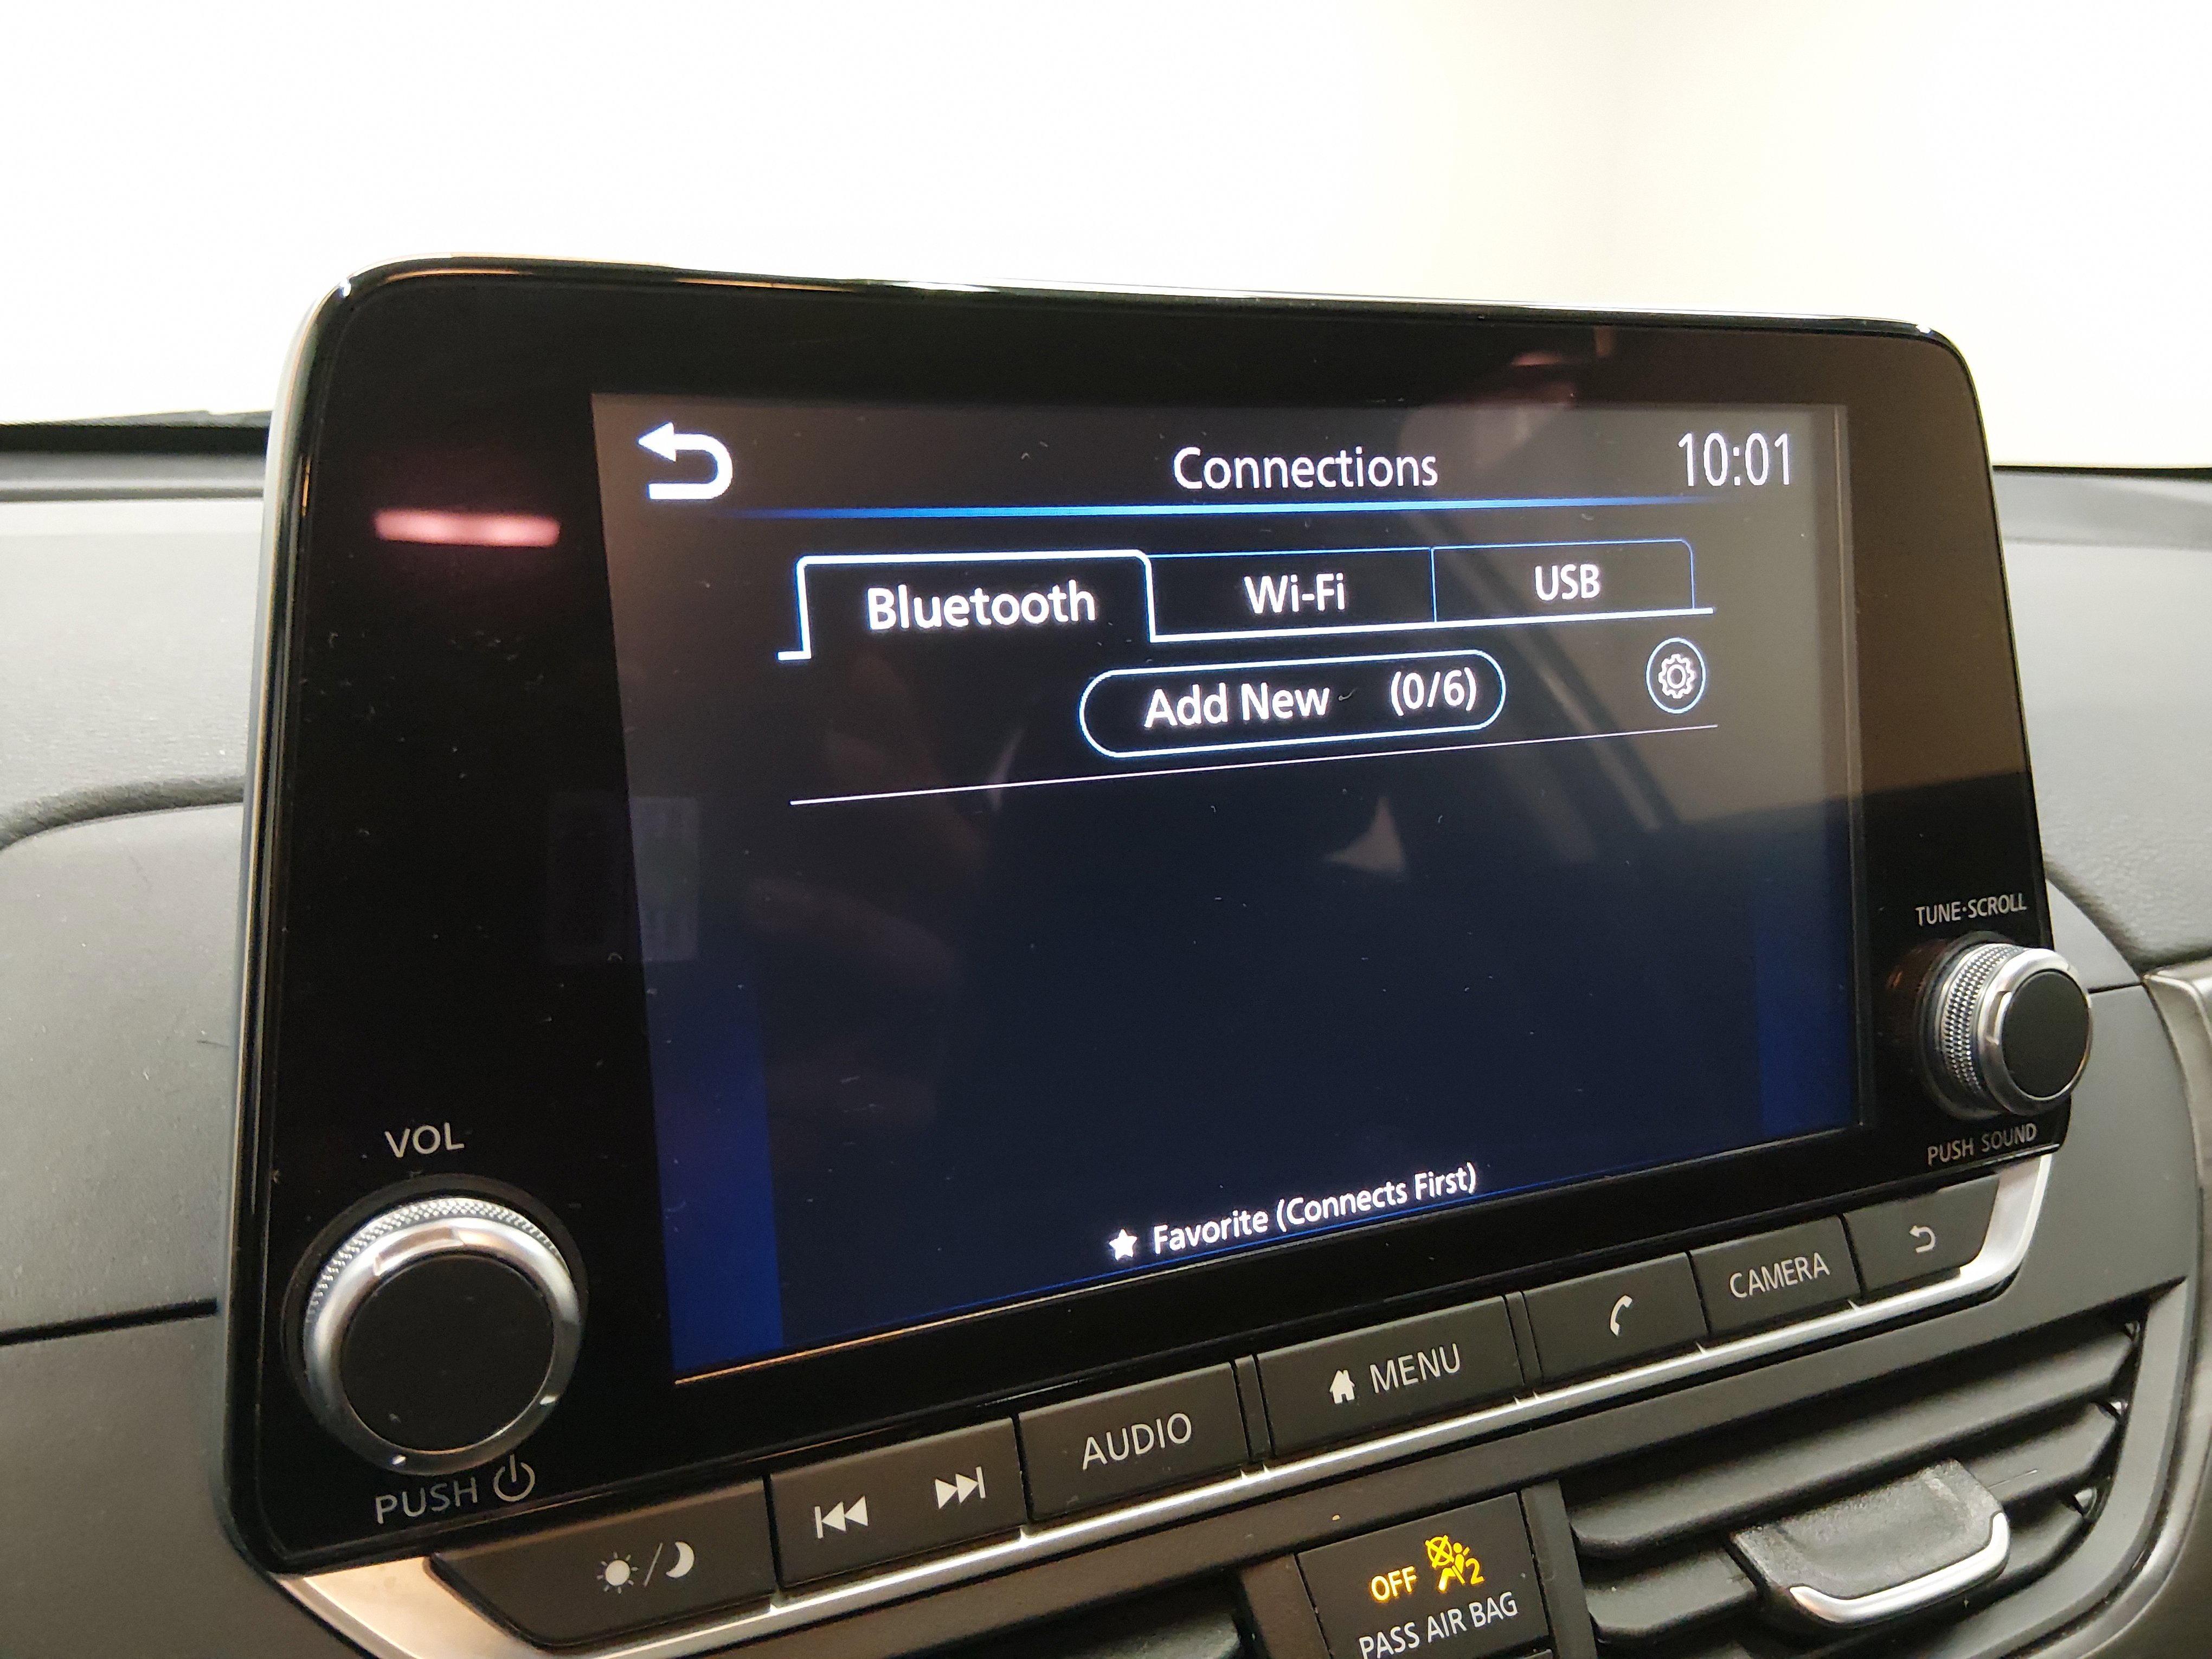 Connections
10:01
Bluetooth
Wi-Fi
USB
Add New (0/6)
TUNE·SCROLL
PUSH SOUND
VOL
PUSH
★ Favorite (Connects First)
AUDIO
MENU
CAMERA
OFF 2
PASS AIR BAG